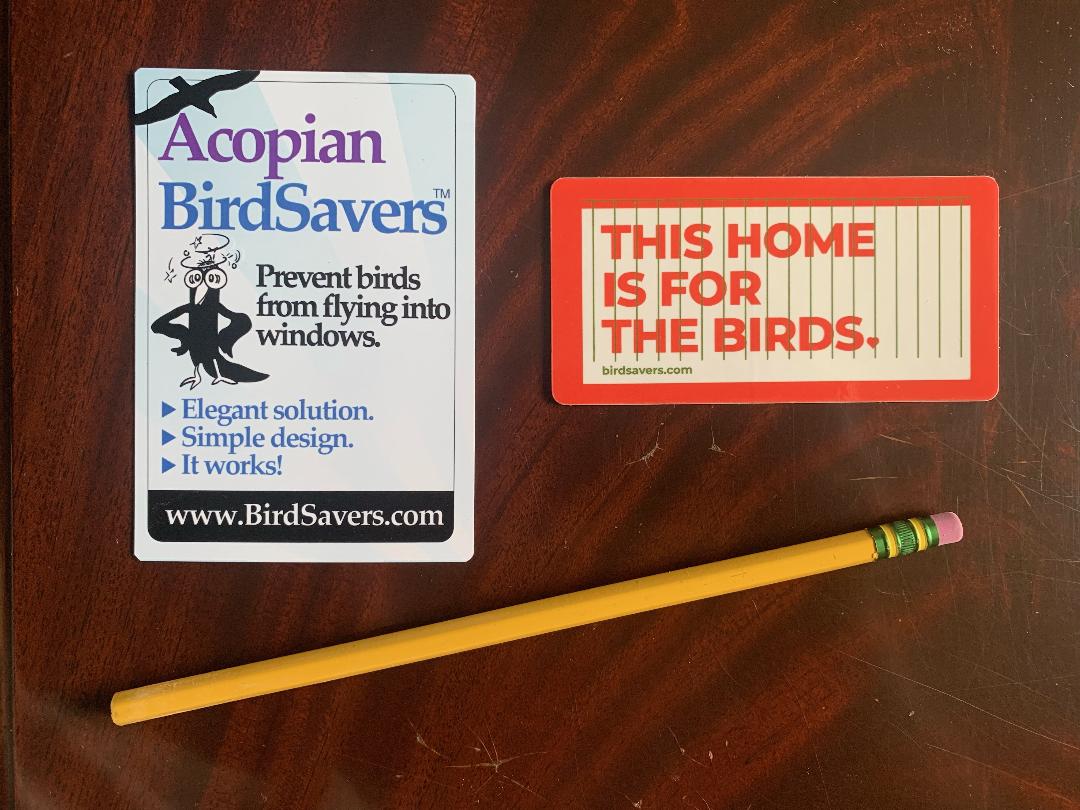 Acopian
BirdSavers™
Prevent birds
from flying into
windows.
Elegant solution.
Simple design.
It works!
www.BirdSavers.com
THIS HOME
IS FOR
THE BIRDS.
birdsavers.com